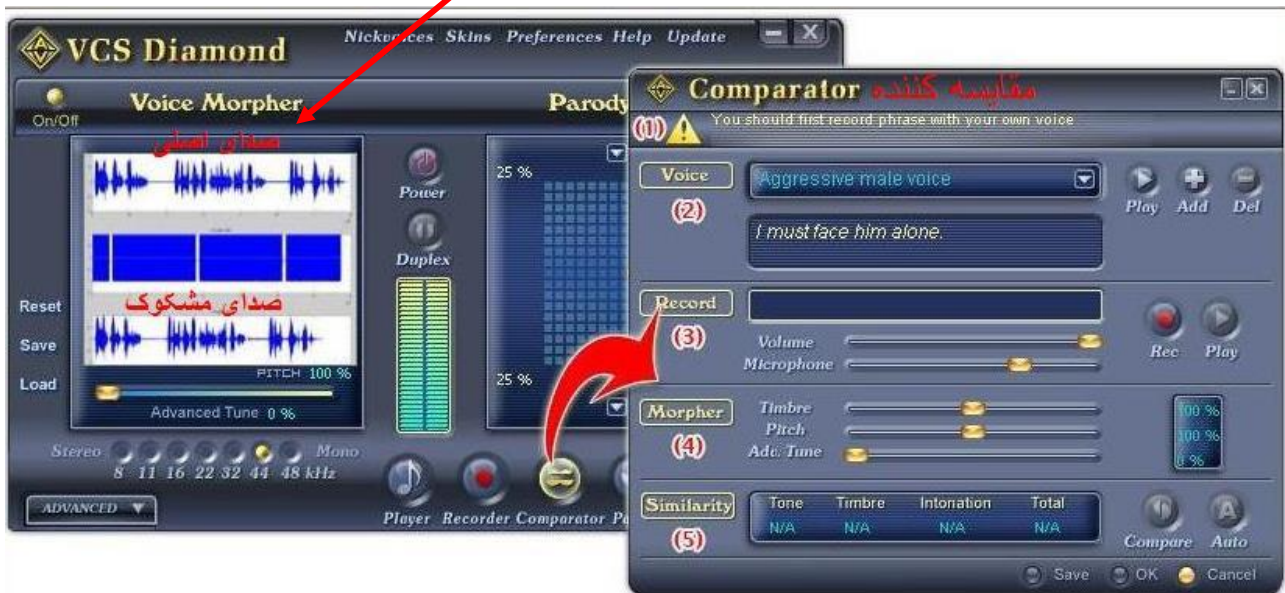 VCS Diamond
Nickvoices Skins Preferences Help Update
On/Off
Voice Morpher
Parody
صدای اصلی
صدای مشکوک
Reset
Save
Load
PITCH 100 %
Advanced Tune 0 %
Stereo
Mono
8 11 16 22 32 44 48 kHz
ADVANCED
Power
Duplex
25 %
25 %
Player Recorder Comparator
Comparator مقایسه کننده
(1) You should first record phrase with your own voice
Voice
(2)
Aggressive male voice
I must face him alone.
Play Add Del
Record
(3)
Volume
Microphone
Rec Play
Morpher
(4)
Timbre
Pitch
Adv. Tune
100 %
100 %
0 %
Similarity
(5)
Tone Timbre Intonation Total
N/A N/A N/A N/A
Compare Auto
Save OK Cancel